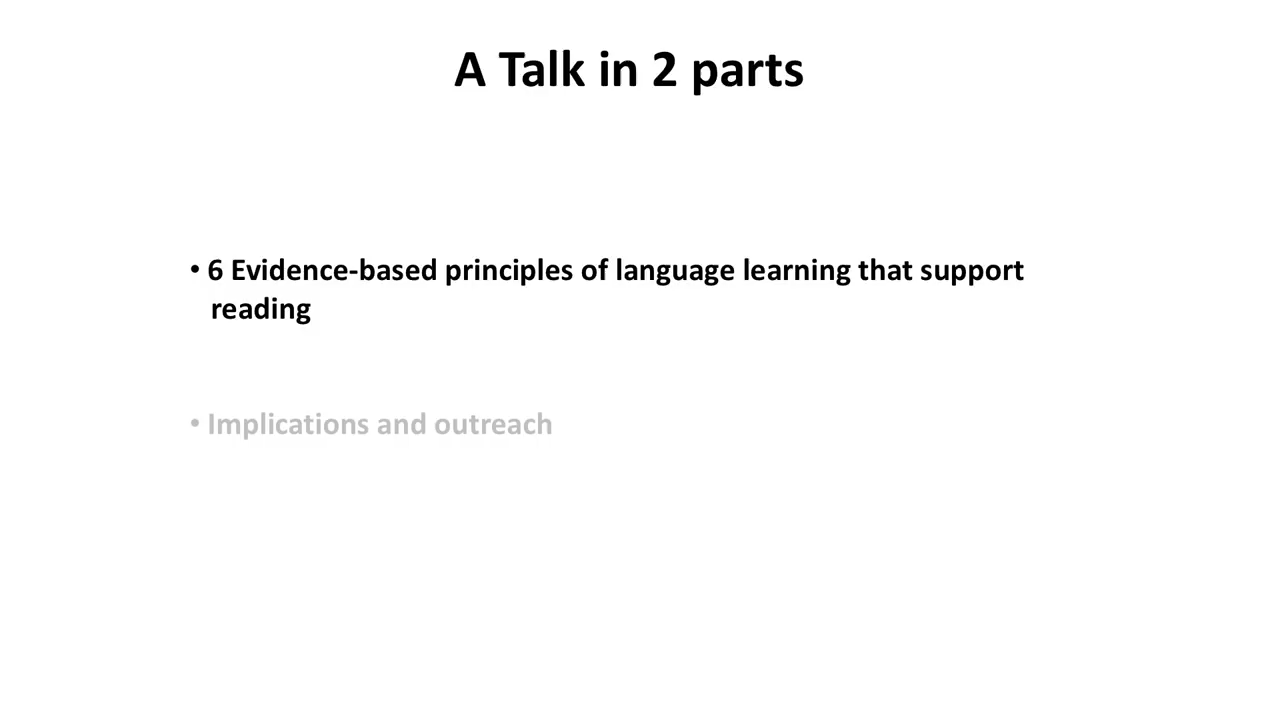 A Talk in 2 parts
• 6 Evidence-based principles of language learning that support
reading
• Implications and outreach